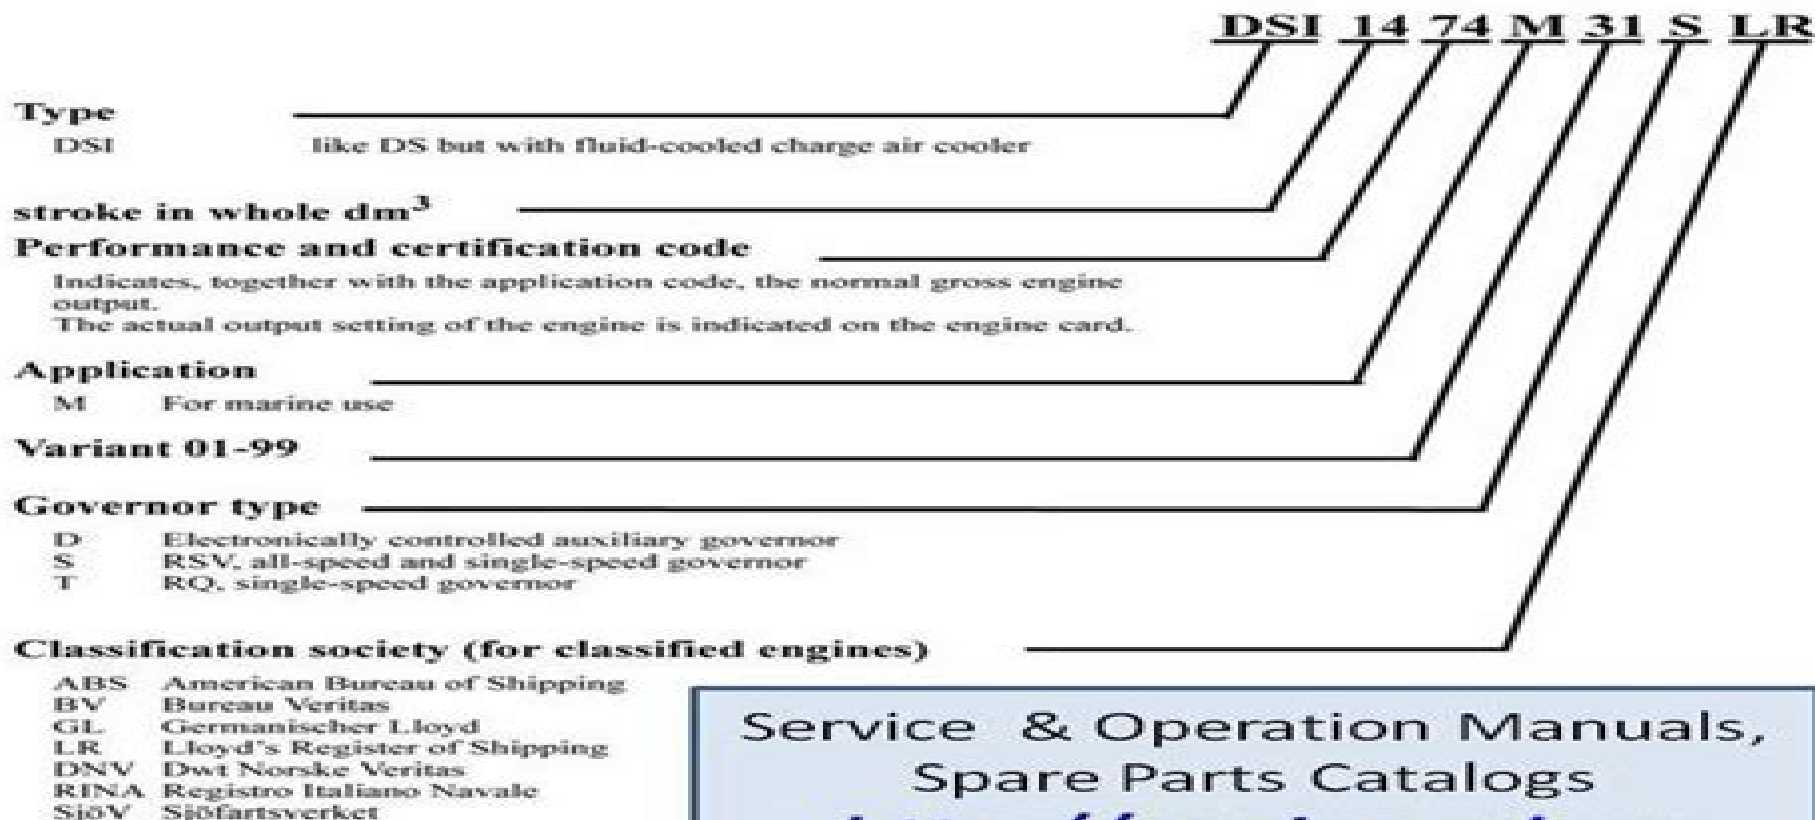 DSI 14 74 M 31 S LR
Type
DSI like DS but with fluid-cooled charge air cooler
stroke in whole dm³
Performance and certification code
Indicates, together with the application code, the normal gross engine
output.
The actual output setting of the engine is indicated on the engine card.
Application
M For marine use
Variant 01-99
Governor type
D Electronically controlled auxiliary governor
S RSV, all-speed and single-speed governor
T RQ, single-speed governor
Classification society (for classified engines)
ABS American Bureau of Shipping
BV Bureau Veritas
GL Germanischer Lloyd
LR Lloyd's Register of Shipping
DNV Dwt Norske Veritas
RINA Registro Italiano Navale
SjöV Sjöfartsverket
Service & Operation Manuals,
Spare Parts Catalogs